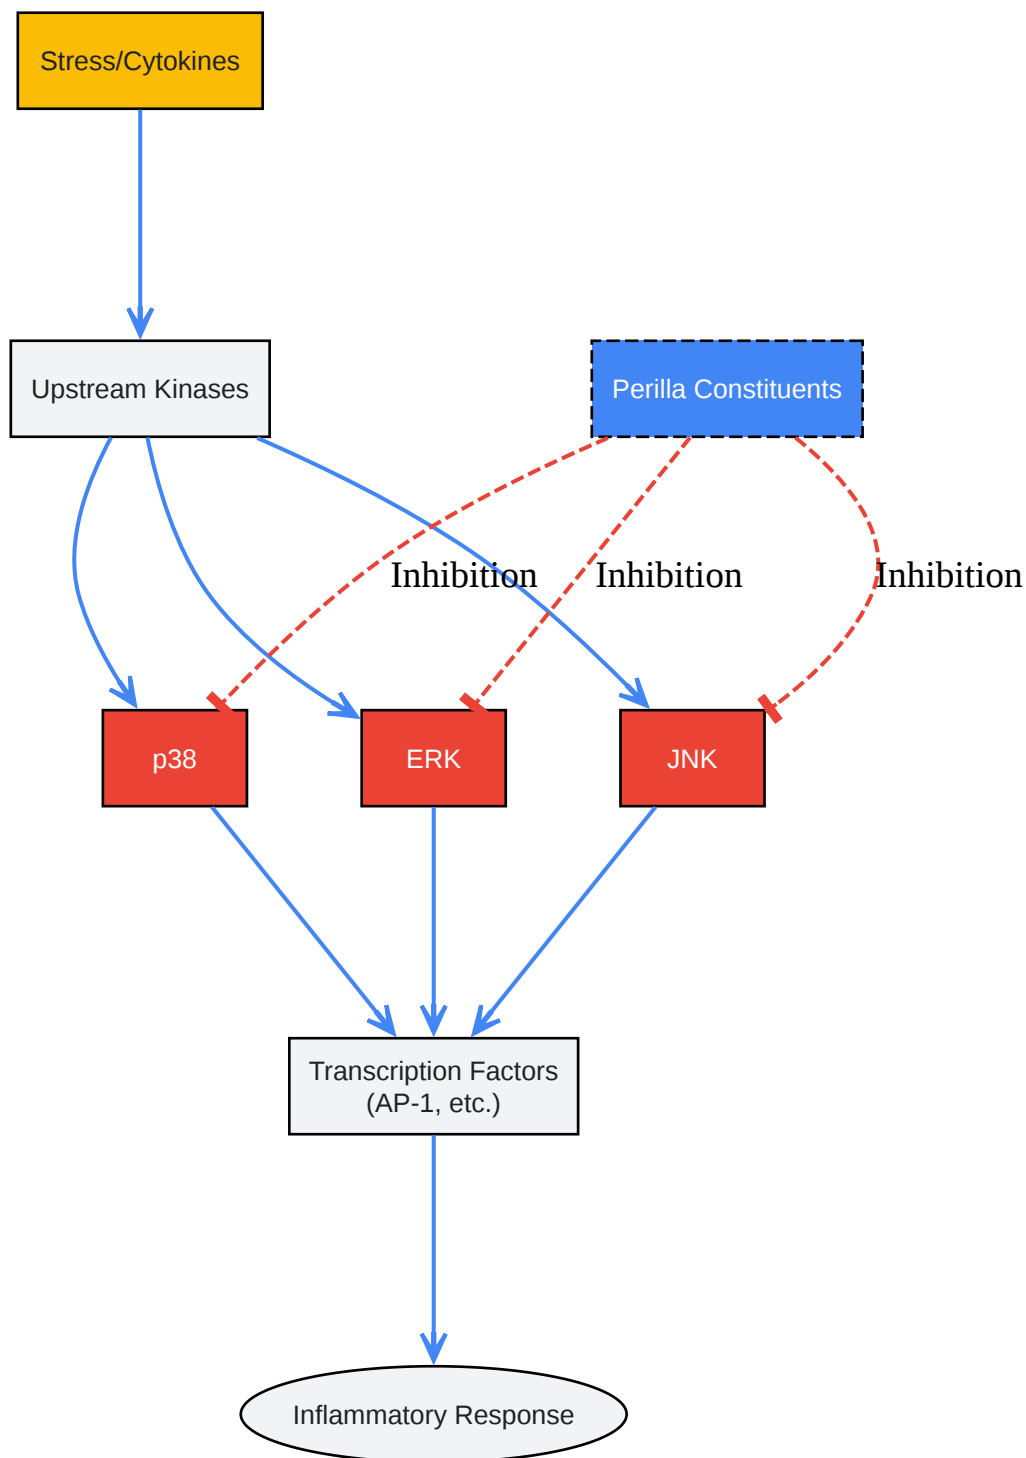 Stress/Cytokines
Upstream Kinases
Perilla Constituents
Inhibition
Inhibition
Inhibition
p38
ERK
JNK
Transcription Factors
(AP-1, etc.)
Inflammatory Response